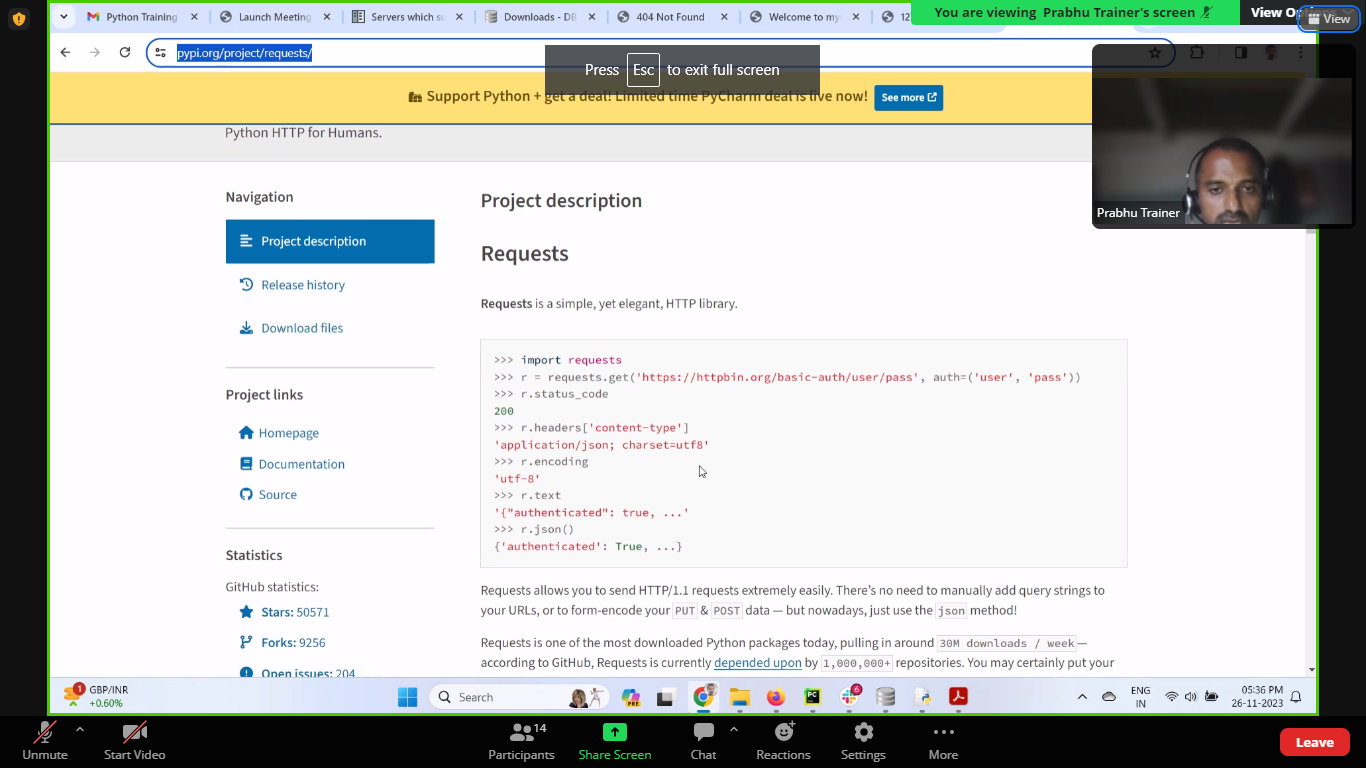 Python Training
Launch Meeting
Servers which su
Downloads - DB
404 Not Found
Welcome to my
12
You are viewing Prabhu Trainer's screen
View Op
View
pypi.org/project/requests/
Press Esc to exit full screen
Support Python + get a deal! Limited time PyCharm deal is live now!
See more
Python HTTP for Humans.
Prabhu Trainer
Navigation
Project description
Release history
Download files
Project links
Homepage
Documentation
Source
Statistics
GitHub statistics:
Stars: 50571
Forks: 9256
Open issues: 204
Project description
Requests
Requests is a simple, yet elegant, HTTP library.
>>> import requests
>>> r = requests.get('https://httpbin.org/basic-auth/user/pass', auth=('user', 'pass'))
>>> r.status_code
200
>>> r.headers['content-type']
'application/json; charset=utf8'
>>> r.encoding
'utf-8'
>>> r.text
'{"authenticated": true, ...'
>>> r.json()
{'authenticated': True, ...}
Requests allows you to send HTTP/1.1 requests extremely easily. There's no need to manually add query strings to
your URLs, or to form-encode your PUT & POST data — but nowadays, just use the json method!
Requests is one of the most downloaded Python packages today, pulling in around 30M downloads / week—
according to GitHub, Requests is currently depended upon by 1,000,000+ repositories. You may certainly put your
1
GBP/INR
+0.60%
Search
PRE
PC
6
ENG
IN
05:36 PM
26-11-2023
Unmute
Start Video
14
Participants
Share Screen
Chat
Reactions
Settings
More
Leave